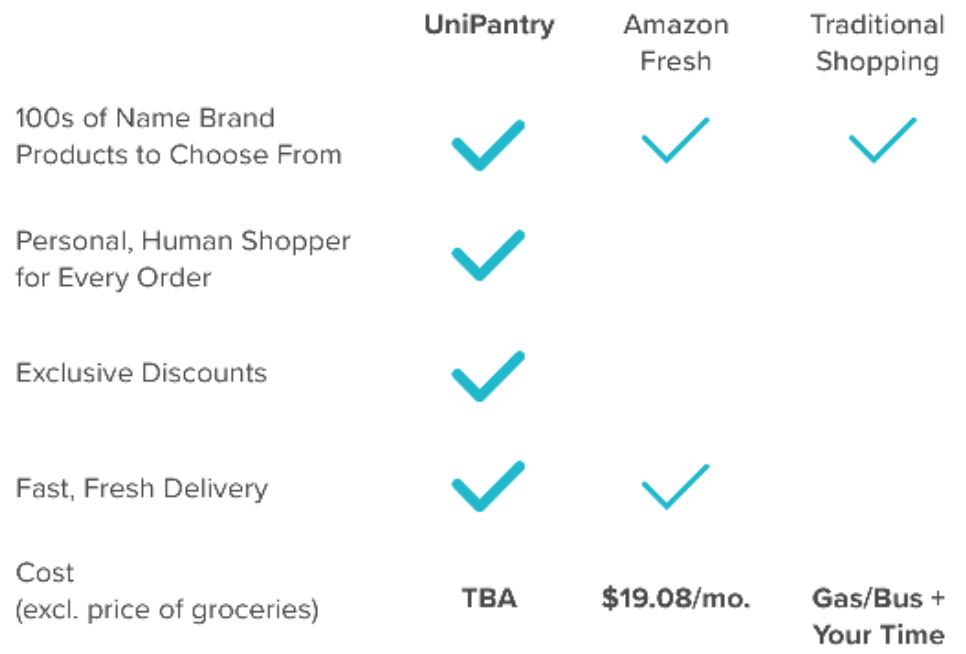 UniPantry Amazon Fresh Traditional Shopping
100s of Name Brand
Products to Choose From
Personal, Human Shopper
for Every Order
Exclusive Discounts
Fast, Fresh Delivery
Cost
(excl. price of groceries)
TBA
$19.08/mo.
Gas/Bus +
Your Time